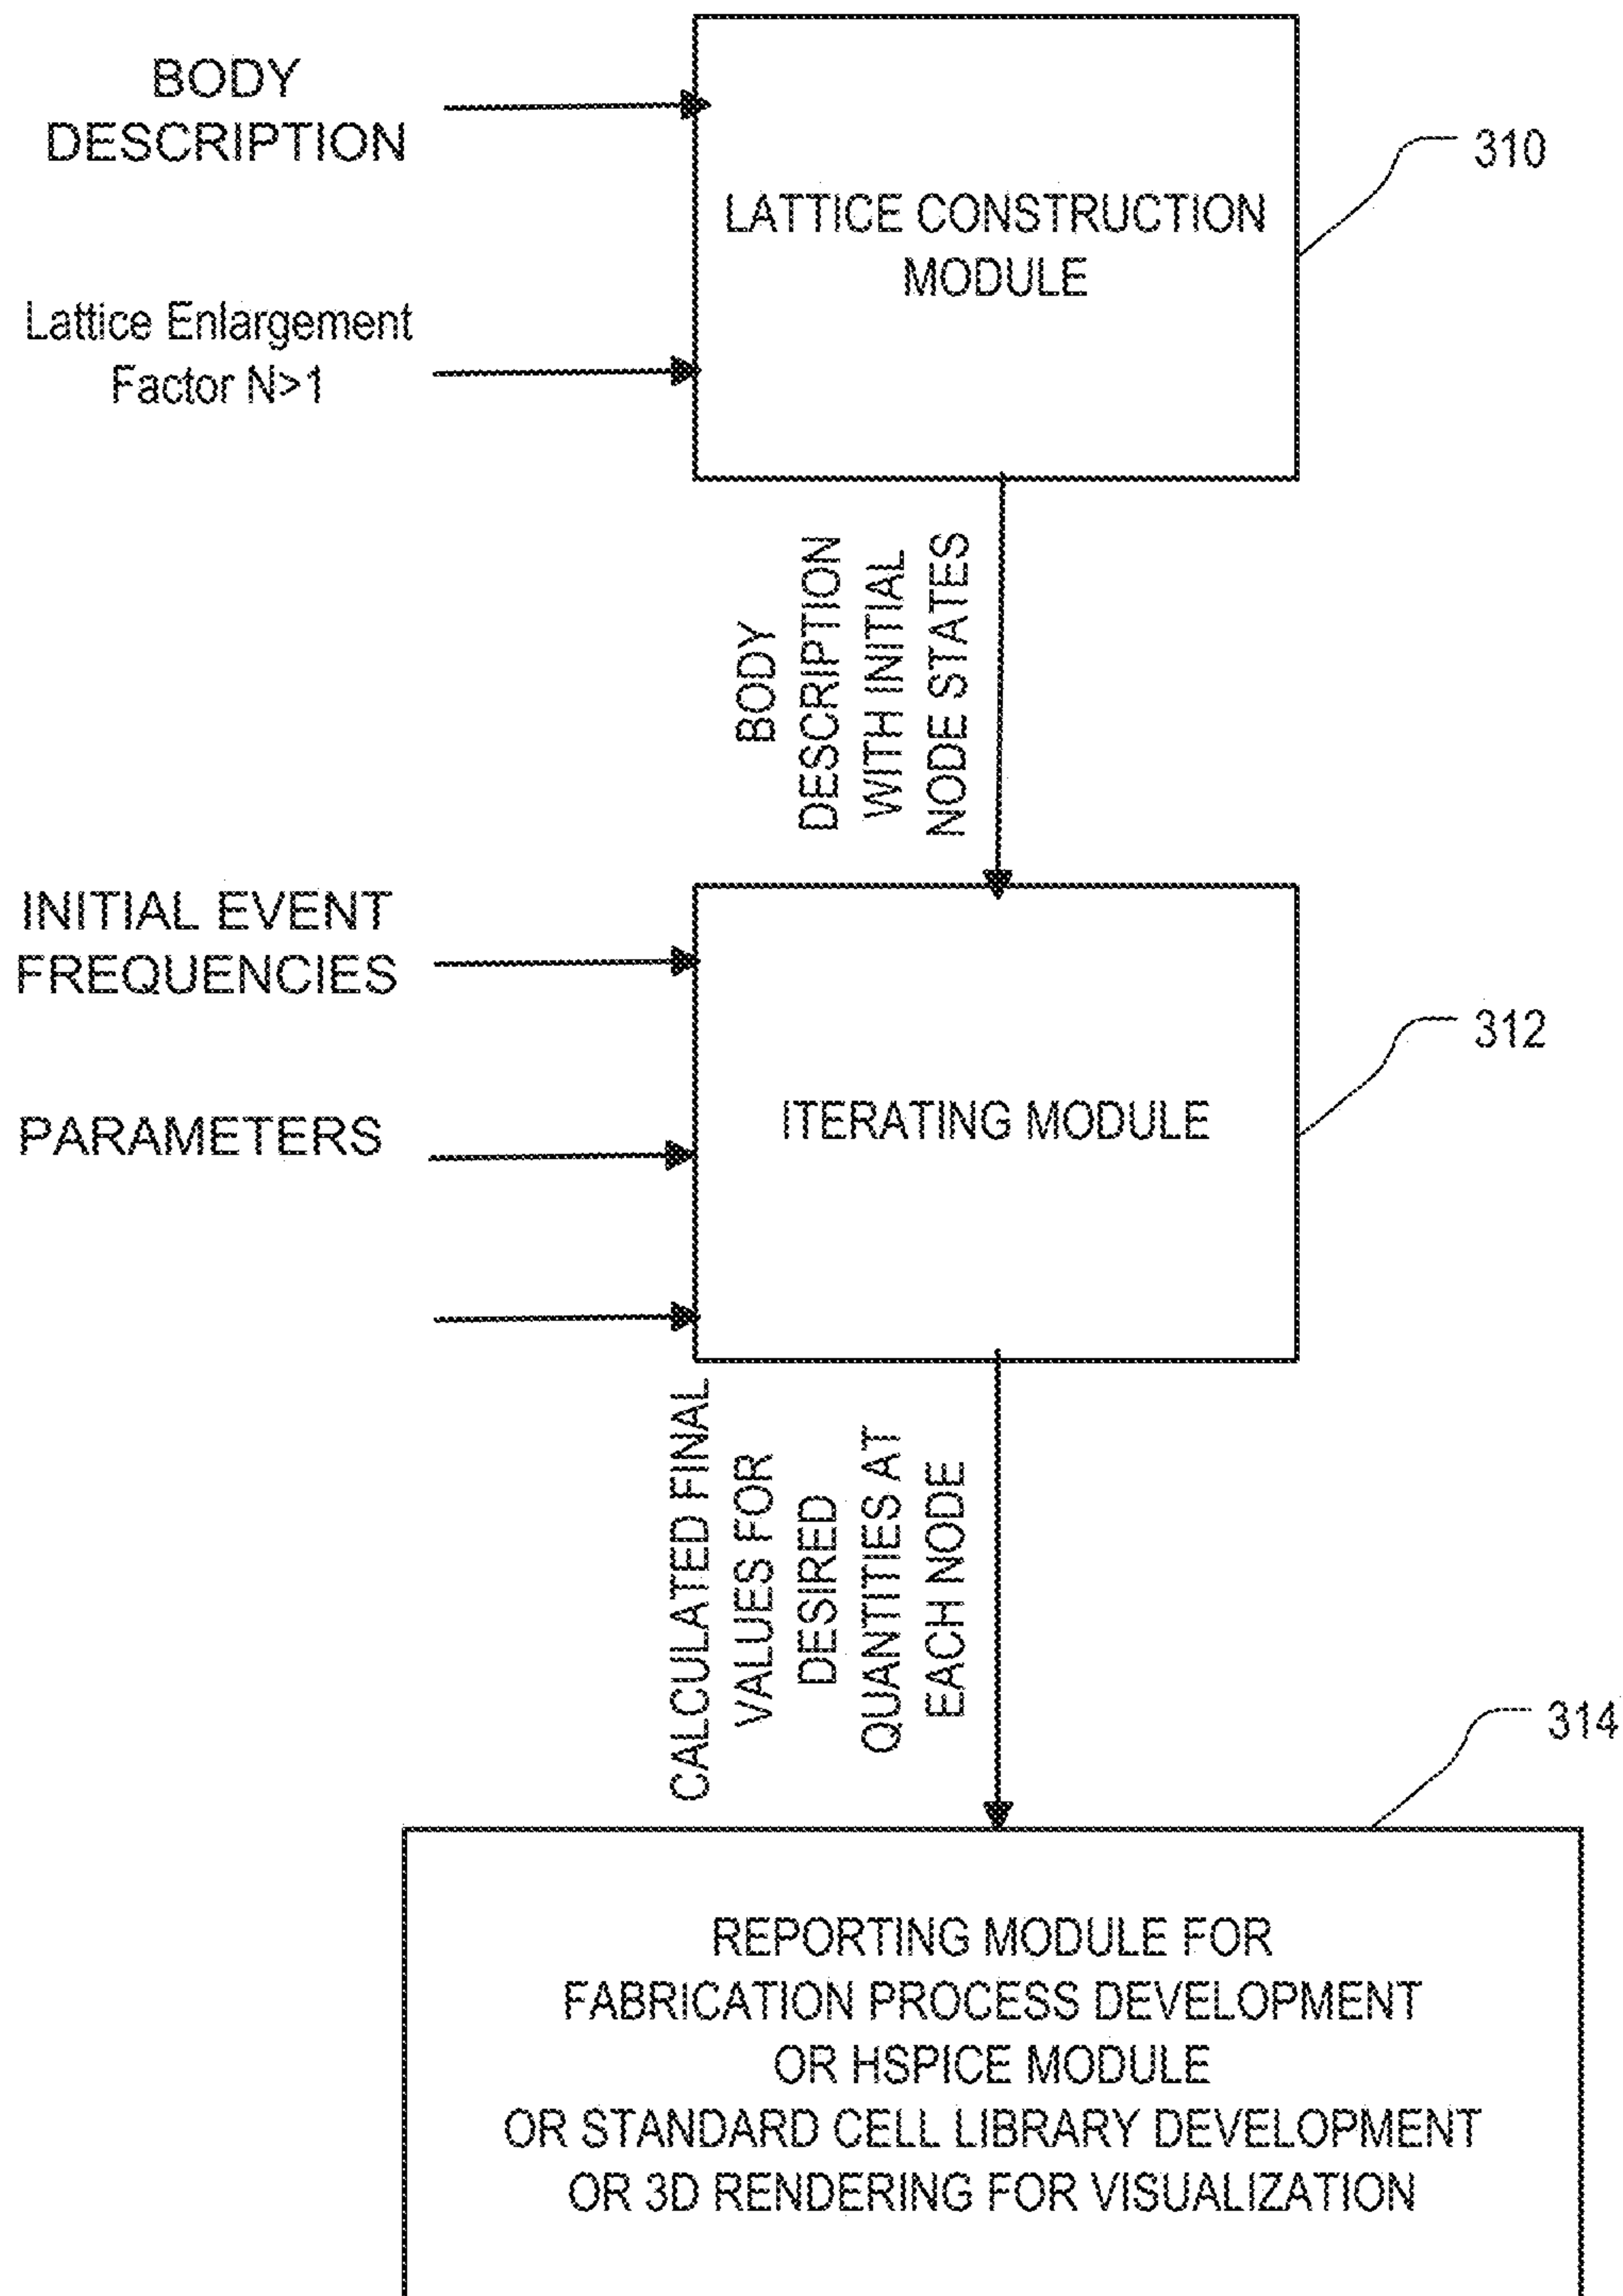 BODY
DESCRIPTION
310
LATTICE CONSTRUCTION
MODULE
Lattice Enlargement
Factor N>1
BODY
DESCRIPTION
WITH INITIAL
NODE STATES
INITIAL EVENT
FREQUENCIES
312
PARAMETERS
ITERATING MODULE
CALCULATED FINAL
VALUES FOR
DESIRED
QUANTITIES AT
EACH NODE
314
REPORTING MODULE FOR
FABRICATION PROCESS DEVELOPMENT
OR HSPICE MODULE
OR STANDARD CELL LIBRARY DEVELOPMENT
OR 3D RENDERING FOR VISUALIZATION